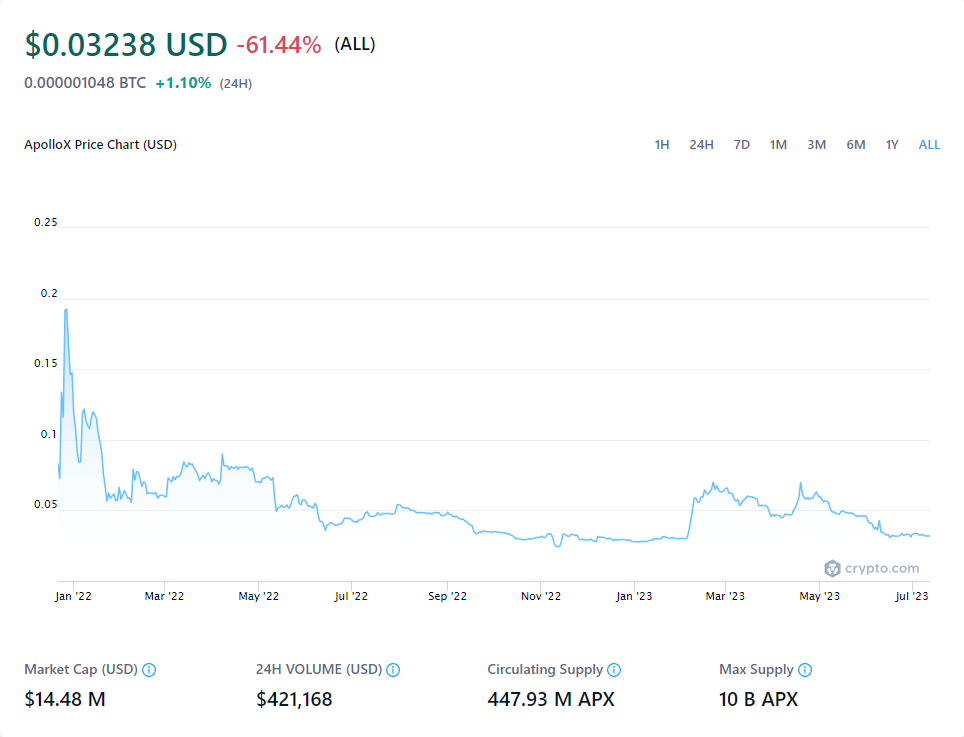 $0.03238 USD -61.44% (ALL)
0.000001048 BTC +1.10% (24H)
ApolloX Price Chart (USD) 1H 24H 7D 1M 3M 6M 1Y ALL
0.25
0.2
0.15
0.1
0.05
crypto.com
Jan '22 Mar '22 May '22 Jul '22 Sep '22 Nov '22 Jan '23 Mar '23 May '23 Jul '23
Market Cap (USD) 24H VOLUME (USD) Circulating Supply Max Supply
$14.48 M $421,168 447.93 M APX 10 B APX